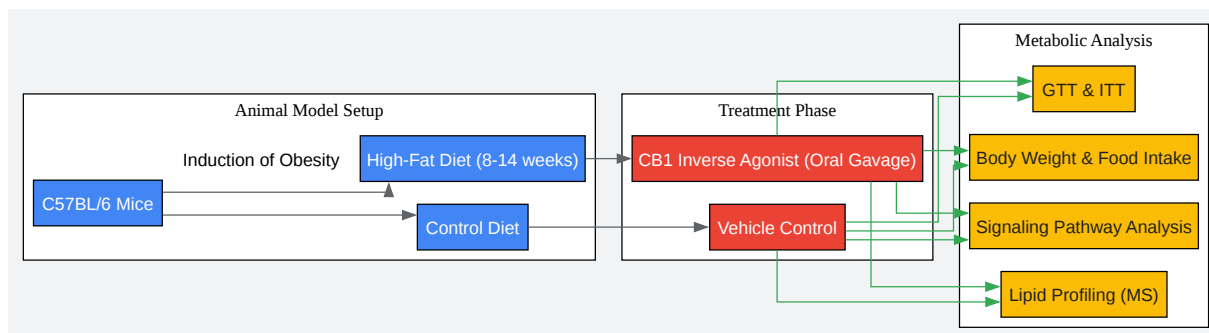 Animal Model Setup
Induction of Obesity
C57BL/6 Mice
High-Fat Diet (8-14 weeks)
Control Diet
Treatment Phase
CB1 Inverse Agonist (Oral Gavage)
Vehicle Control
Metabolic Analysis
GTT & ITT
Body Weight & Food Intake
Signaling Pathway Analysis
Lipid Profiling (MS)